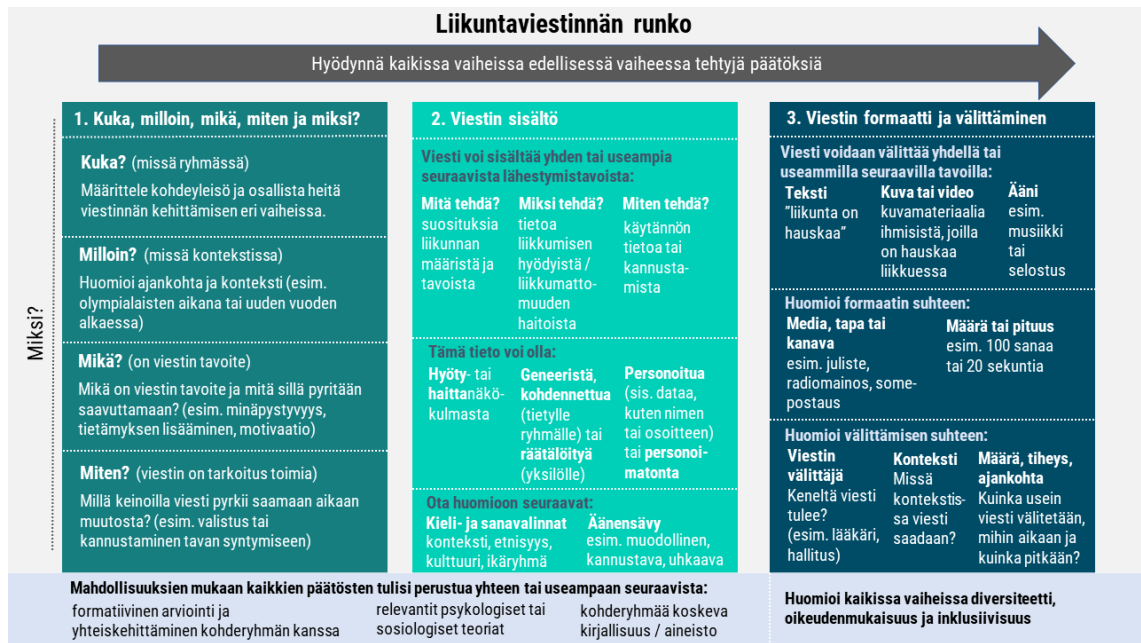 Liikuntaviestinnän runko
Hyödynnä kaikissa vaiheissa edellisessä vaiheessa tehtyjä päätöksiä
Miksi?
1. Kuka, milloin, mikä, miten ja miksi?
Kuka? (missä ryhmässä)
Määrittele kohdeyleisö ja osallista heitä
viestinnän kehittämisen eri vaiheissa.
Milloin? (missä kontekstissa)
Huomioi ajankohta ja konteksti (esim.
olympialaisten aikana tai uuden vuoden
alkaessa)
Mikä? (on viestin tavoite)
Mikä on viestin tavoite ja mitä sillä pyritään
saavuttamaan? (esim. minäpystyvyys,
tietämyksen lisääminen, motivaatio)
Miten? (viestin on tarkoitus toimia)
Millä keinoilla viesti pyrkii saamaan aikaan
muutosta? (esim. valistus tai
kannustaminen tavan syntymiseen)
2. Viestin sisältö
Viesti voi sisältää yhden tai useampia
seuraavista lähestymistavoista:
Mitä tehdä?
suosituksia
liikunnan
määristä ja
tavoista
Miksi tehdä?
tietoa
liikkumisen
hyödyistä /
liikkumatto-
muuden
haitoista
Miten tehdä?
käytännön
tietoa tai
kannusta-
mista
Tämä tieto voi olla:
Hyöty- tai
haittanäkö-
kulmasta
Geneeristä,
kohdennettua
(tietylle
ryhmälle) tai
räätälöityä
(yksilölle)
Personoitua
(sis. dataa,
kuten nimen
tai osoitteen)
tai personoi-
matonta
Ota huomioon seuraavat:
Kieli- ja sanavalinnat
konteksti, etnisyys,
kulttuuri, ikäryhmä
Äänensävy
esim. muodollinen,
kannustava, uhkaava
3. Viestin formaatti ja välittäminen
Viesti voidaan välittää yhdellä tai
useammilla seuraavilla tavoilla:
Teksti
"liikunta on
hauskaa"
Kuva tai video
kuvamateriaalia
ihmisistä, joilla
on hauskaa
liikkuessa
Ääni
esim.
musiikki
tai
selostus
Huomioi formaatin suhteen:
Media, tapa tai
kanava
esim. juliste,
radiomainos, some-
postaus
Määrä tai pituus
esim. 100 sanaa
tai 20 sekuntia
Huomioi välittämisen suhteen:
Viestin
välittäjä
Keneltä viesti
tulee?
(esim. lääkäri,
hallitus)
Konteksti
Missä
kontekstis-
sa viesti
saadaan?
Määrä, tiheys,
ajankohta
Kuinka usein
viesti välitetään,
mihin aikaan ja
kuinka pitkään?
Mahdollisuuksien mukaan kaikkien päätösten tulisi perustua yhteen tai useampaan seuraavista:
formatiivinen arviointi ja
yhteiskehittäminen kohderyhmän kanssa
relevantit psykologiset tai
sosiologiset teoriat
kohderyhmää koskeva
kirjallisuus / aineisto
Huomioi kaikissa vaiheissa diversiteetti,
oikeudenmukaisuus ja inklusiivisuus